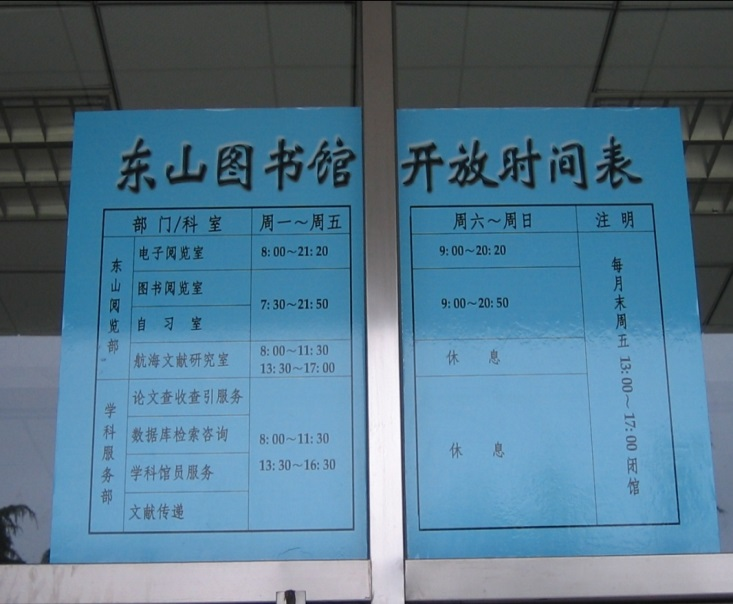 东山图书馆 开放时间表
部门/科室 周一～周五 周六～周日 注明
东山阅览部
电子阅览室 8:00～21:20 9:00～20:20
图书阅览室 7:30～21:50 9:00～20:50
自习室
航海文献研究室 8:00～11:30 休息
13:30～17:00
学科服务部
论文查收查引服务
数据库检索咨询 8:00～11:30 休息
学科馆员服务 13:30～16:30
文献传递
每月末周五 13:00～17:00 闭馆